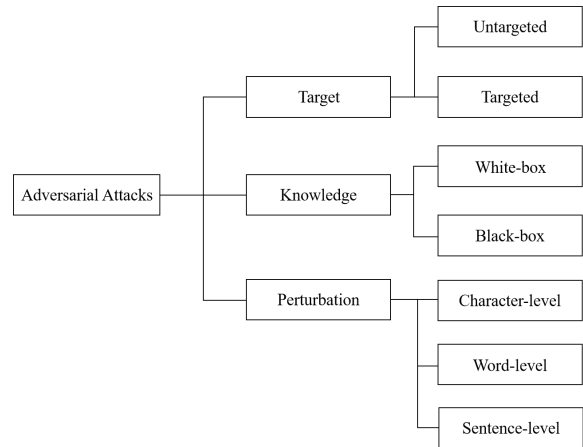 Untargeted
Target
Targeted
White-box
Adversarial Attacks
Knowledge
Black-box
Perturbation
Character-level
Word-level
Sentence-level